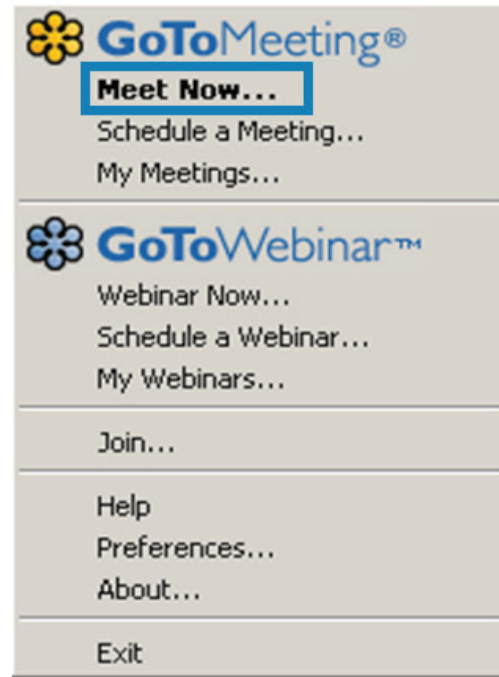 GoToMeeting®
Meet Now...
Schedule a Meeting...
My Meetings...
GoToWebinar™
Webinar Now...
Schedule a Webinar...
My Webinars...
Join...
Help
Preferences...
About...
Exit